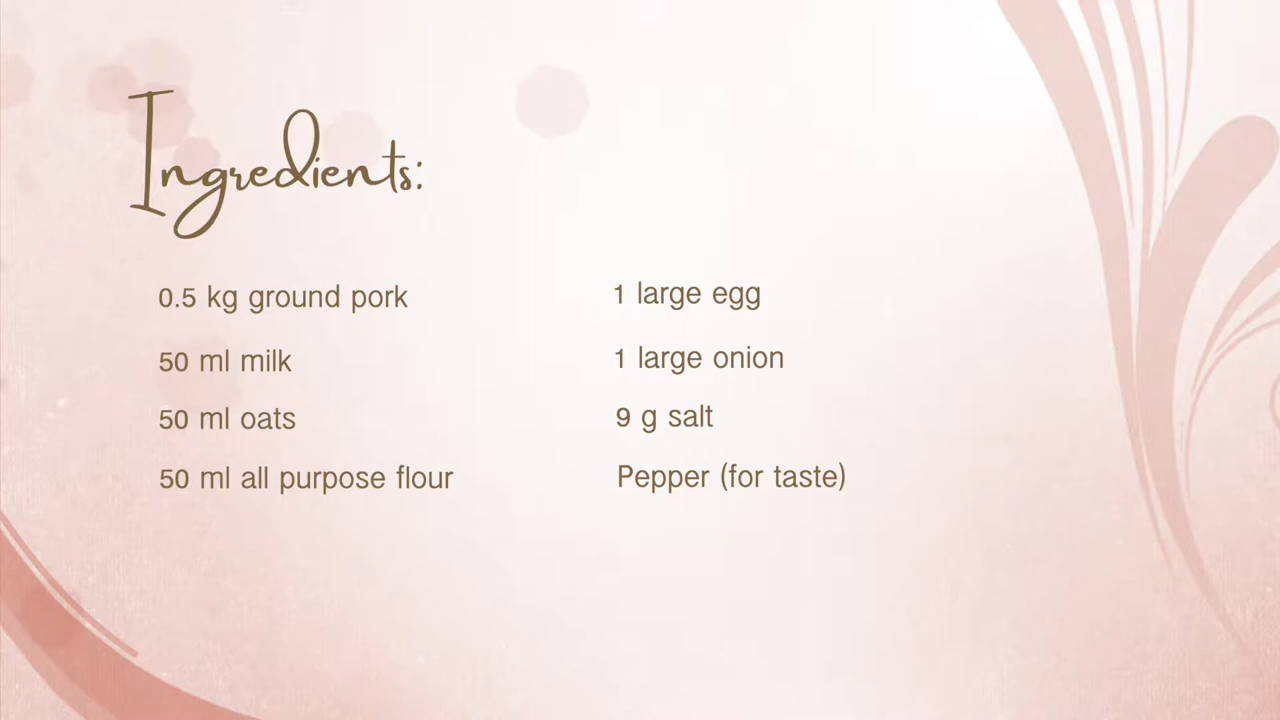 Ingredients:
0.5 kg ground pork
50 ml milk
50 ml oats
50 ml all purpose flour
1 large egg
1 large onion
9 g salt
Pepper (for taste)